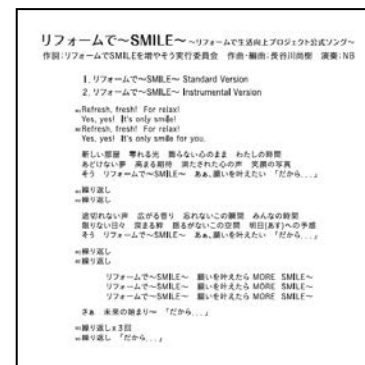 リフォームで〜SMILE〜 〜リフォームで生活向上プロジェクト公式ソング〜
作詞:リフォームでSMILEを増やそう実行委員会 作曲・編曲:長谷川尚樹 演奏:NB
1. リフォームで〜SMILE〜 Standard Version
2. リフォームで〜SMILE〜 Instrumental Version
Refresh, fresh! For relax!
Yes, yes! It's only smile!
Refresh, fresh! For relax!
Yes, yes! It's only smile for you.
新しい部屋 零れる光 飾らない心のまま わたしの時間
あどけない夢 高まる期待 満たされた心の声 笑顔の写真
そう リフォームで〜SMILE〜 あぁ、願いを叶えたい 「だから...」
繰り返し
繰り返し
途切れない声 広がる香り 忘れないこの瞬間 みんなの時間
限りない日々 深まる絆 揺るがないこの空間 明日(あす)への予感
そう リフォームで〜SMILE〜 あぁ、願いを叶えたい 「だから...」
繰り返し
繰り返し
リフォームで〜SMILE〜 願いを叶えたら MORE SMILE〜
リフォームで〜SMILE〜 願いを叶えたら MORE SMILE〜
リフォームで〜SMILE〜 願いを叶えたら MORE SMILE〜
さぁ 未来の始まり〜 「だから...」
繰り返し×3回
繰り返し 「だから...」